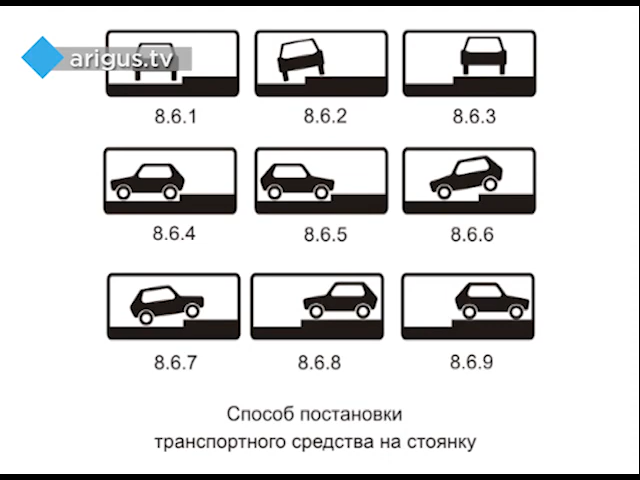 arigus.tv
8.6.1 8.6.2 8.6.3
8.6.4 8.6.5 8.6.6
8.6.7 8.6.8 8.6.9
Способ постановки
транспортного средства на стоянку